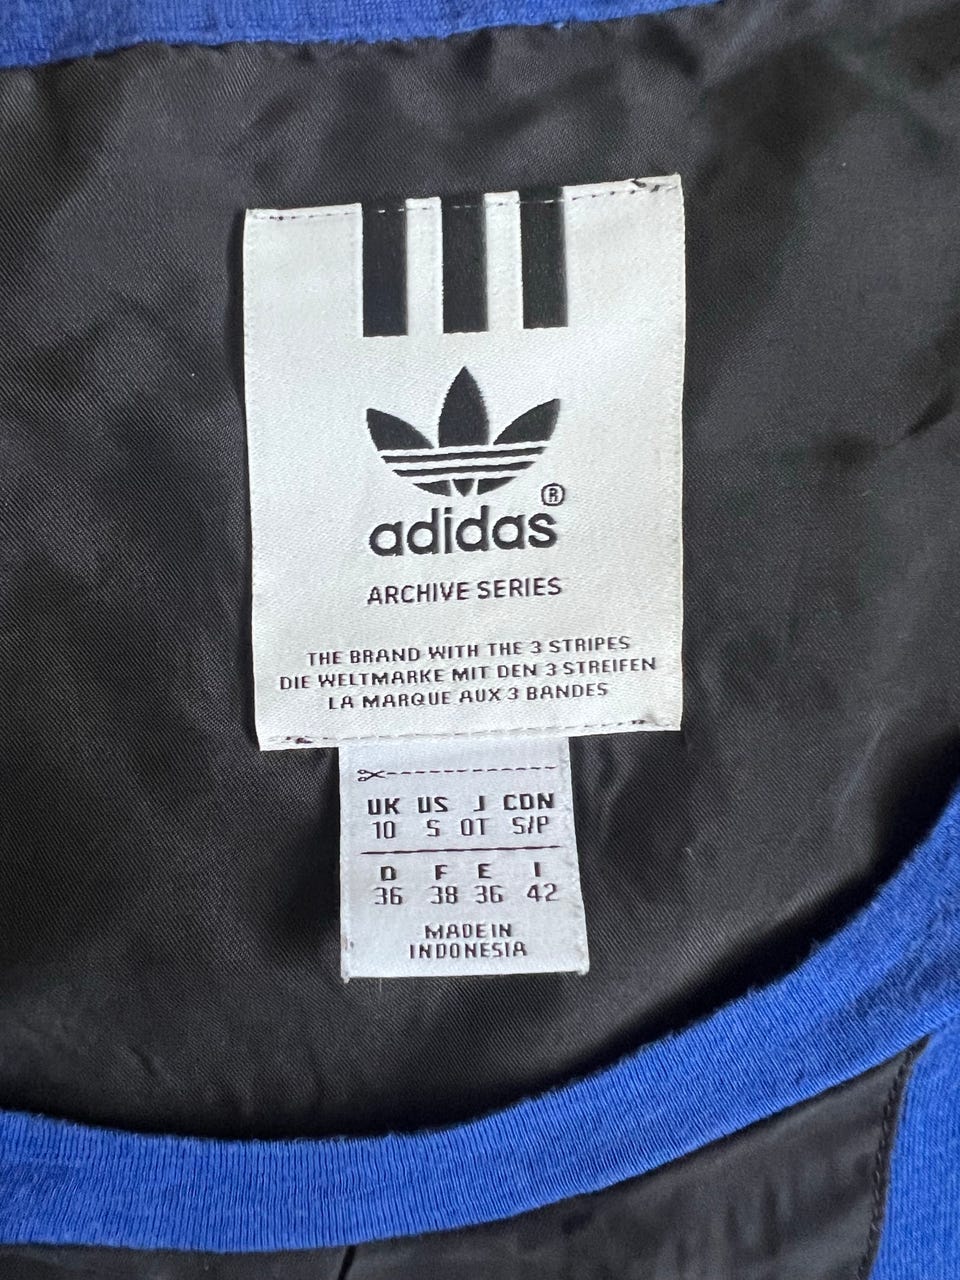 adidas®
ARCHIVE SERIES
THE BRAND WITH THE 3 STRIPES
DIE WELTMARKE MIT DEN 3 STREIFEN
LA MARQUE AUX 3 BANDES
UK US J CDN
10 S OT S/P
D F E I
36 38 36 42
MADE IN
INDONESIA